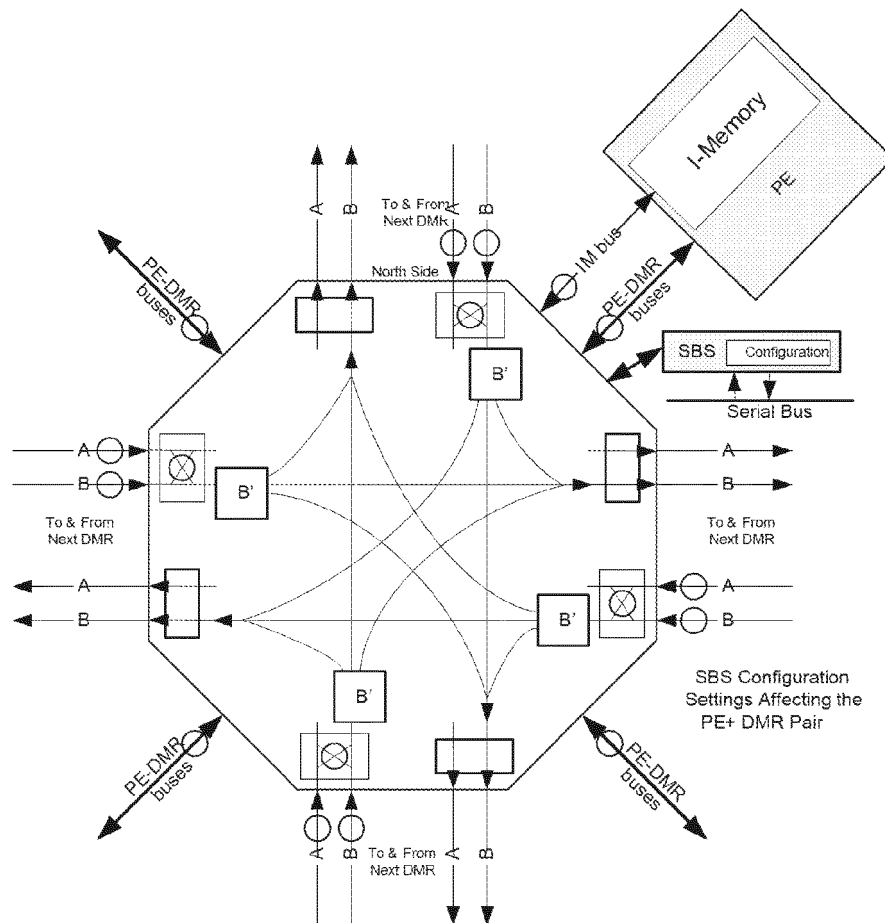 I-Memory
PE
A
B
To & From
Next DMR
A
B
North Side
IM bus
PE-DMR
buses
PE-DMR
buses
SBS
Configuration
Serial Bus
B'
A
B
B'
A
B
To & From
Next DMR
To & From
Next DMR
A
B
B'
A
B
B'
SBS Configuration
Settings Affecting the
PE+ DMR Pair
PE-DMR
buses
PE-DMR
buses
A
B
To & From
Next DMR
A
B